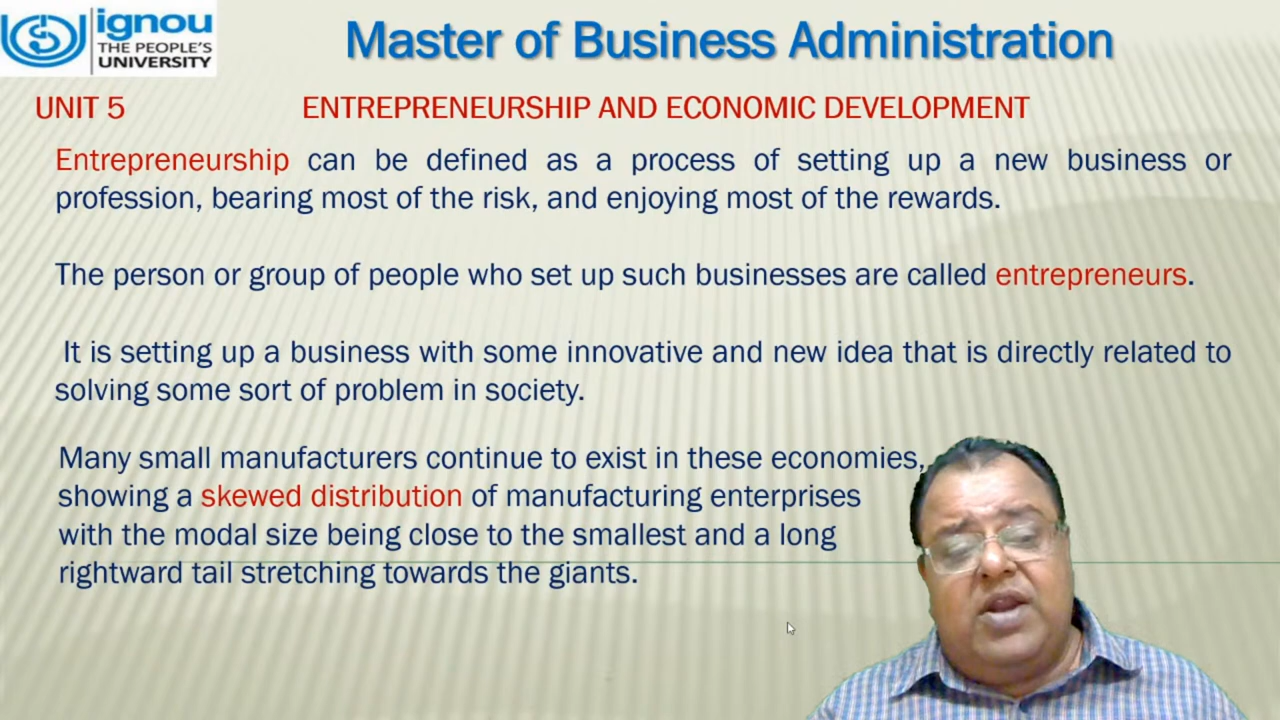 ignou
THE PEOPLE'S
UNIVERSITY
Master of Business Administration
UNIT 5
ENTREPRENEURSHIP AND ECONOMIC DEVELOPMENT
Entrepreneurship can be defined as a process of setting up a new business or
profession, bearing most of the risk, and enjoying most of the rewards.
The person or group of people who set up such businesses are called entrepreneurs.
It is setting up a business with some innovative and new idea that is directly related to
solving some sort of problem in society.
Many small manufacturers continue to exist in these economies,
showing a skewed distribution of manufacturing enterprises
with the modal size being close to the smallest and a long
rightward tail stretching towards the giants.